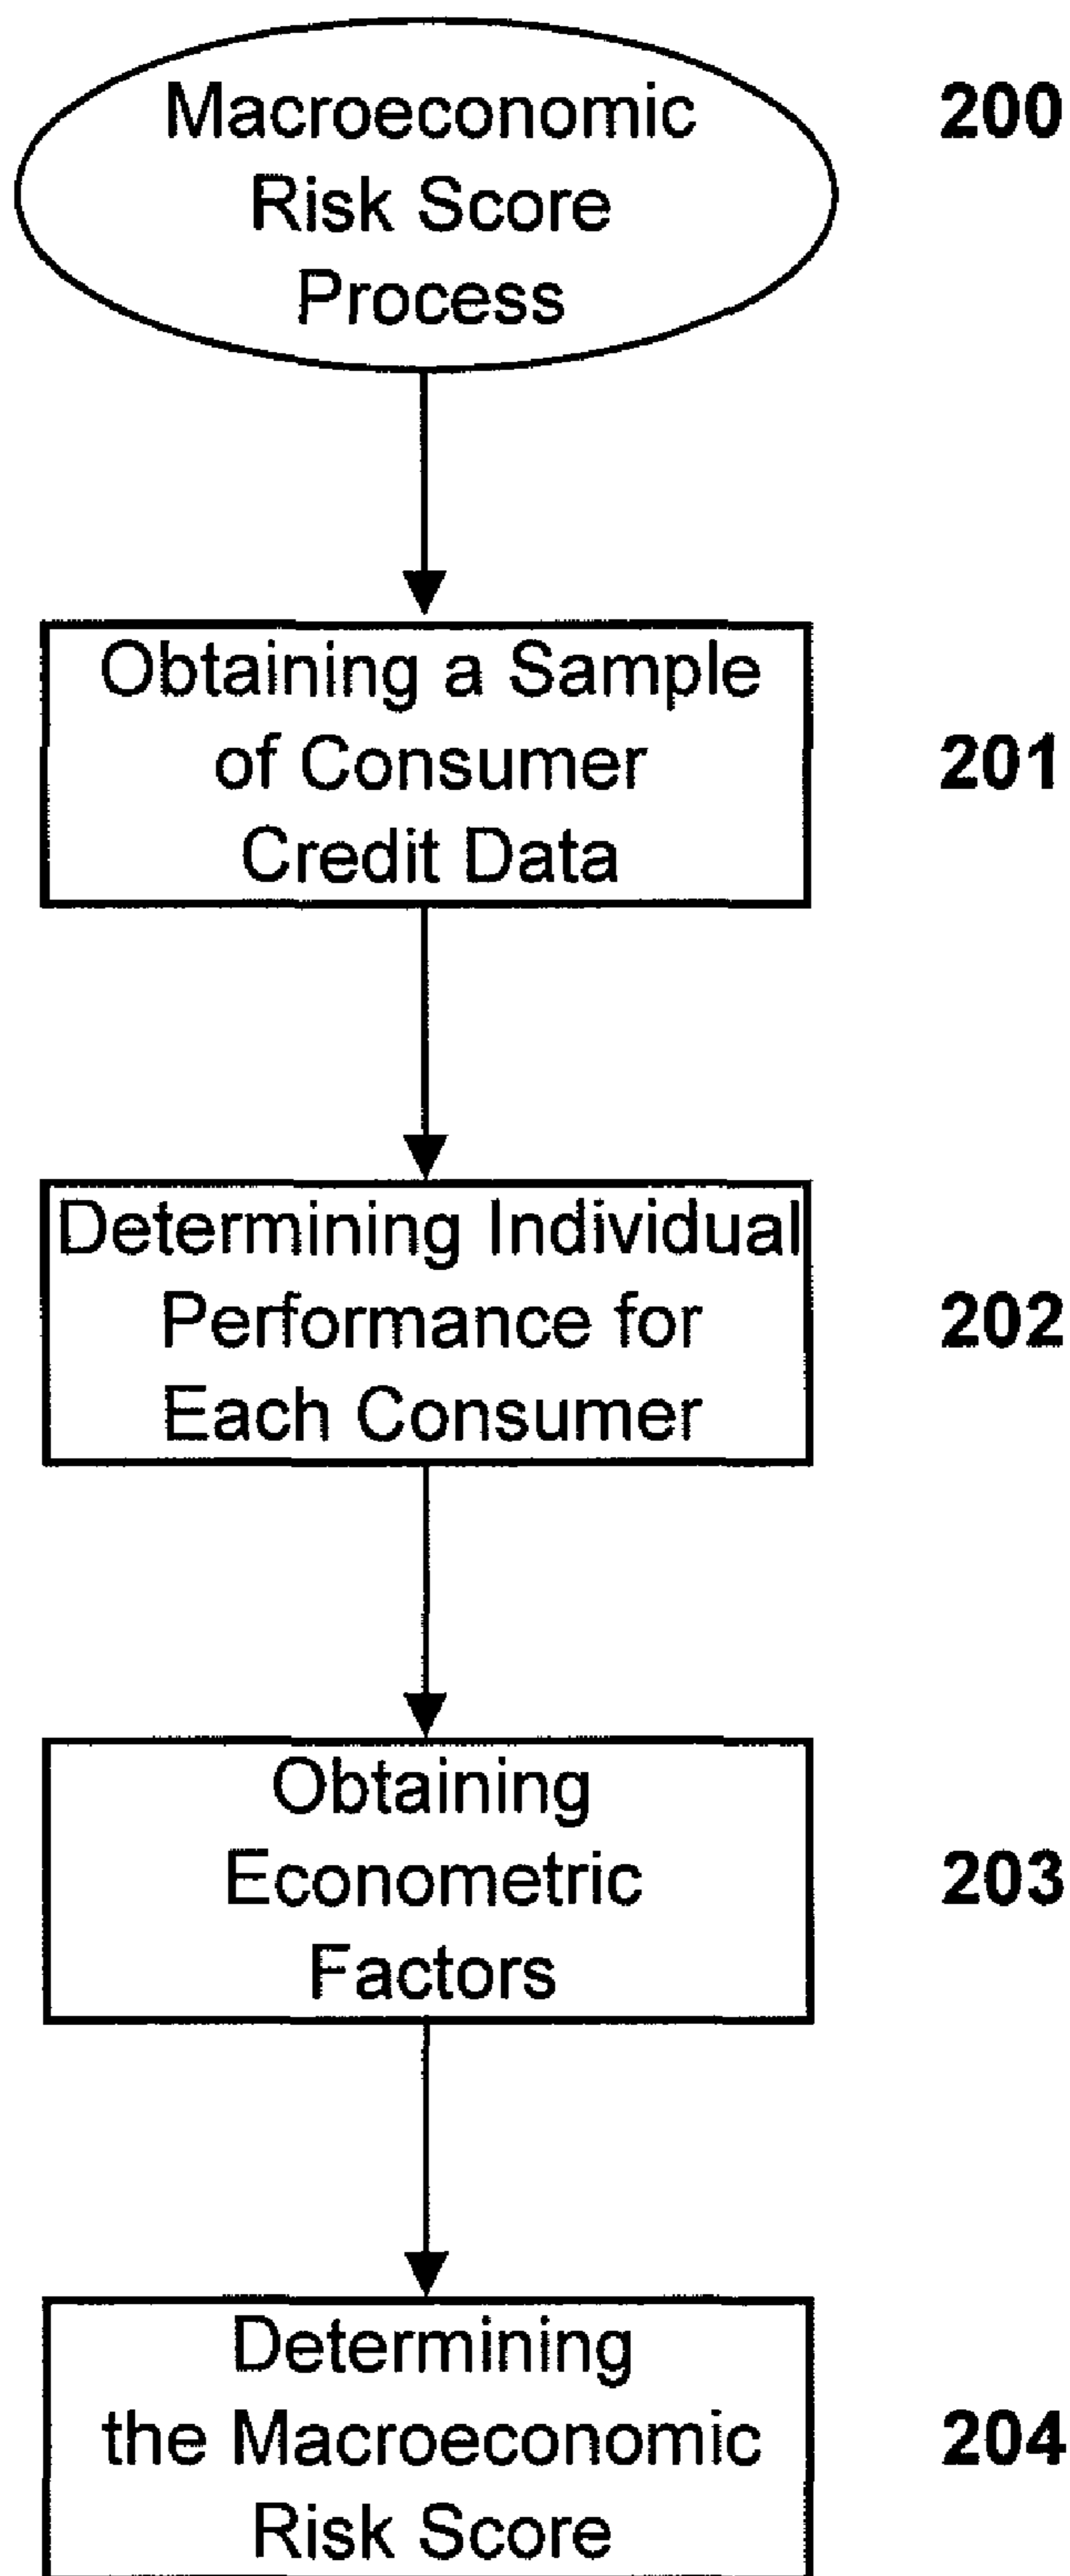 Macroeconomic
Risk Score
Process
200
Obtaining a Sample
of Consumer
Credit Data
201
Determining Individual
Performance for
Each Consumer
202
Obtaining
Econometric
Factors
203
Determining
the Macroeconomic
Risk Score
204